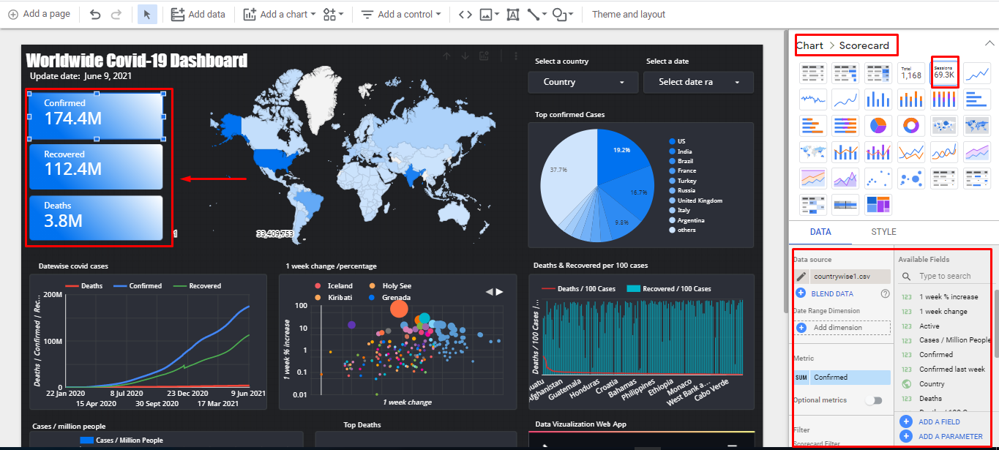 Add a page
Add data
Add a chart
Add a control
Theme and layout
Worldwide Covid-19 Dashboard
Update date: June 9, 2021
Confirmed
174.4M
Recovered
112.4M
Deaths
3.8M
33,409,753
Select a country
Select a date
Country
Select date ra
Top confirmed Cases
19.2%
16.7%
9.8%
37.7%
US
India
Brazil
France
Turkey
Russia
United Kingdom
Italy
Argentina
others
Datewise covid cases
Deaths
Confirmed
Recovered
Deaths | Confirmed | Rec...
200M
100M
0
22 Jan 2020
8 Jul 2020
23 Dec 2020
9 Jun 2021
15 Apr 2020
30 Sept 2020
17 Mar 2021
1 week change /percentage
Iceland
Holy See
Kiribati
Grenada
1 week % increase
100
10
1
0.1
0.01
1 week change
Deaths & Recovered per 100 cases
Deaths / 100 Cases
Recovered / 100 Cases
Deaths / 100 Cases |...
Afghanistan
Guatemala
Honduras
Croatia
Bahamas
Philippines
Ethiopia
Monaco
West Bank a...
Cabo Verde
Cases / million people
Cases / Million People
Top Deaths
Data Vizualization Web App
Chart > Scorecard
Total
1,168
Sessions
69.3K
DATA
STYLE
Data source
countrywise1.csv
BLEND DATA
Date Range Dimension
Add dimension
Metric
SUM Confirmed
Optional metrics
Filter
Scorecard Filter
Available Fields
Type to search
123 1 week % increase
123 1 week change
123 Active
123 Cases / Million People
123 Confirmed
123 Confirmed last week
Country
123 Deaths
ADD A FIELD
ADD A PARAMETER